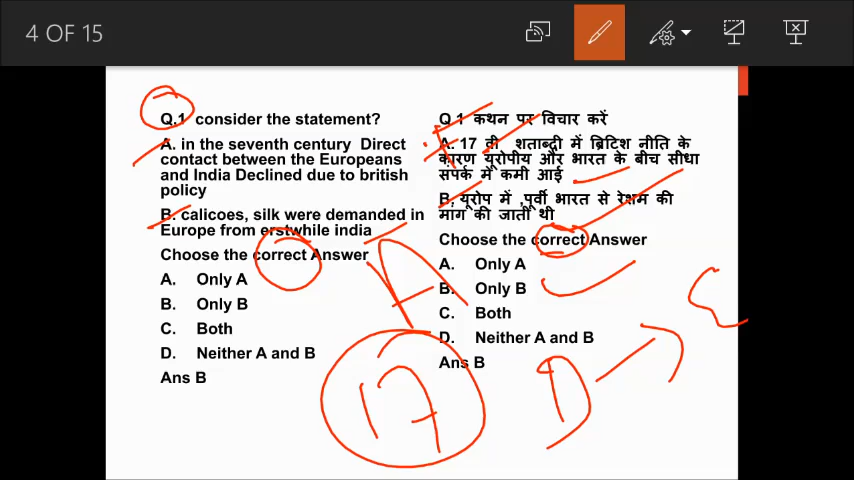 4 OF 15
Q.1 consider the statement?
A. in the seventh century Direct
contact between the Europeans
and India Declined due to british
policy
B. calicoes, silk were demanded in
Europe from erstwhile india
Choose the correct Answer
A. Only A
B. Only B
C. Both
D. Neither A and B
Ans B
Q 1 कथन पर विचार करें
A. 17 वी शताब्दी में ब्रिटिश नीति के
कारण यूरोपीय और भारत के बीच सीधा
संपर्क में कमी आई
B, यूरोप में ,पूर्वी भारत से रेशम की
मांग की जाती थी
Choose the correct Answer
A. Only A
B. Only B
C. Both
D. Neither A and B
Ans B
17
D